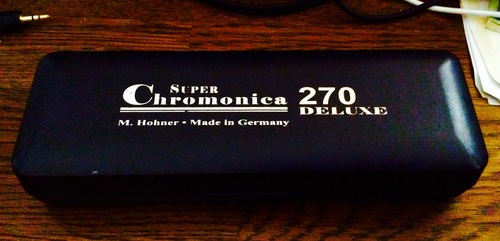 Super
Chromonica 270
DELUXE
M. Hohner • Made in Germany